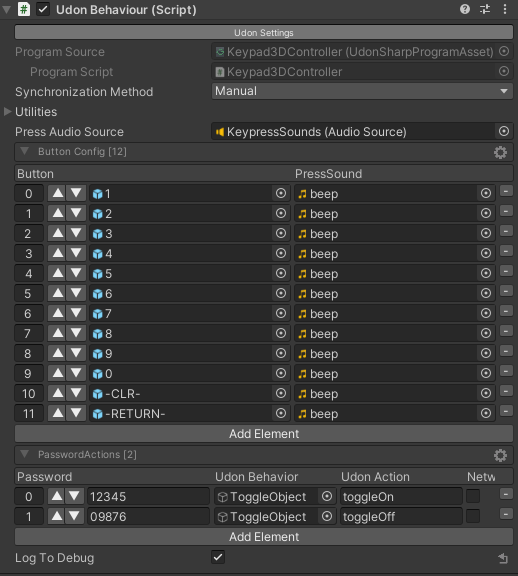 Udon Behaviour (Script)
Udon Settings
Program Source Keypad3DController (UdonSharpProgramAsset)
Program Script Keypad3DController
Synchronization Method Manual
Utilities
Press Audio Source KeypressSounds (Audio Source)
Button Config [12]
Button PressSound
0 1 beep
1 2 beep
2 3 beep
3 4 beep
4 5 beep
5 6 beep
6 7 beep
7 8 beep
8 9 beep
9 0 beep
10 -CLR- beep
11 -RETURN- beep
Add Element
PasswordActions [2]
Password Udon Behavior Udon Action Netw
0 12345 ToggleObject toggleOn
1 09876 ToggleObject toggleOff
Add Element
Log To Debug